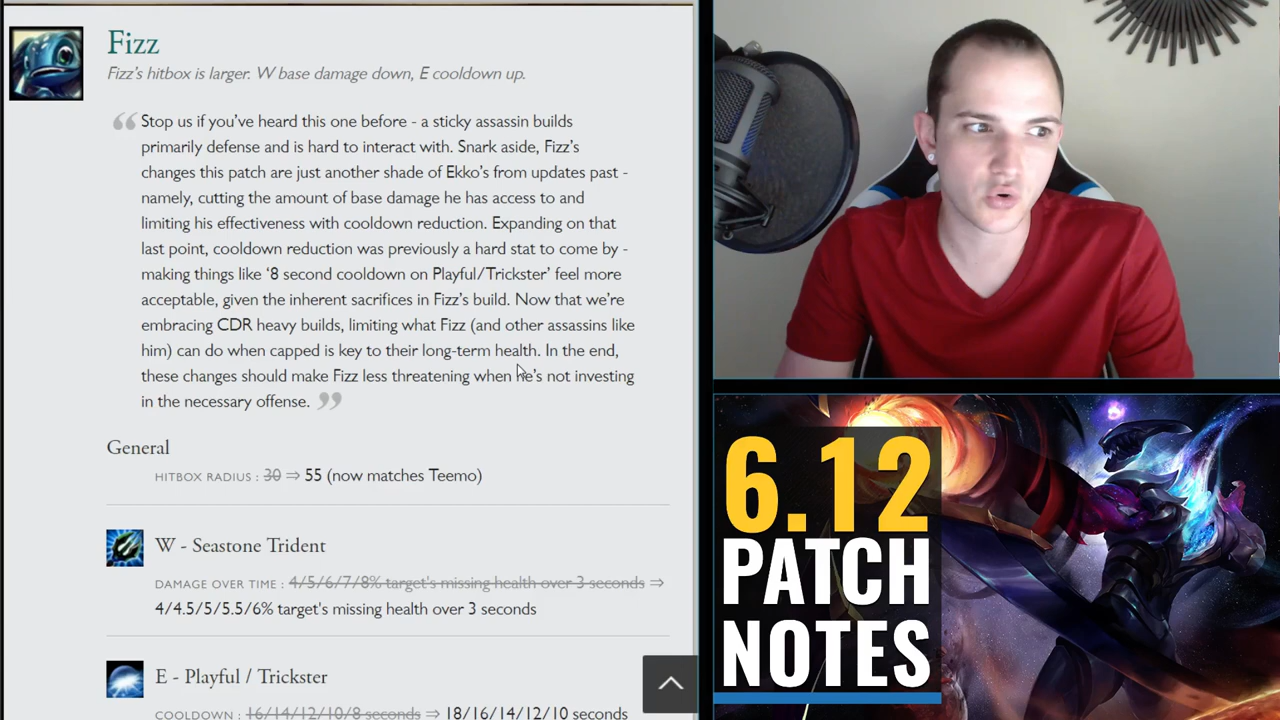 Fizz
Fizz's hitbox is larger. W base damage down, E cooldown up.
“ Stop us if you've heard this one before - a sticky assassin builds
primarily defense and is hard to interact with. Snark aside, Fizz's
changes this patch are just another shade of Ekko's from updates past -
namely, cutting the amount of base damage he has access to and
limiting his effectiveness with cooldown reduction. Expanding on that
last point, cooldown reduction was previously a hard stat to come by -
making things like ‘8 second cooldown on Playful/Trickster’ feel more
acceptable, given the inherent sacrifices in Fizz's build. Now that we're
embracing CDR heavy builds, limiting what Fizz (and other assassins like
him) can do when capped is key to their long-term health. In the end,
these changes should make Fizz less threatening when he's not investing
in the necessary offense. ”
General
HITBOX RADIUS : 30 ⇒ 55 (now matches Teemo)
W - Seastone Trident
DAMAGE OVER TIME : 4/5/6/7/8% target's missing health over 3 seconds ⇒
4/4.5/5/5.5/6% target's missing health over 3 seconds
E - Playful / Trickster
COOLDOWN : 16/14/12/10/8 seconds ⇒ 18/16/14/12/10 seconds
6.12
PATCH
NOTES